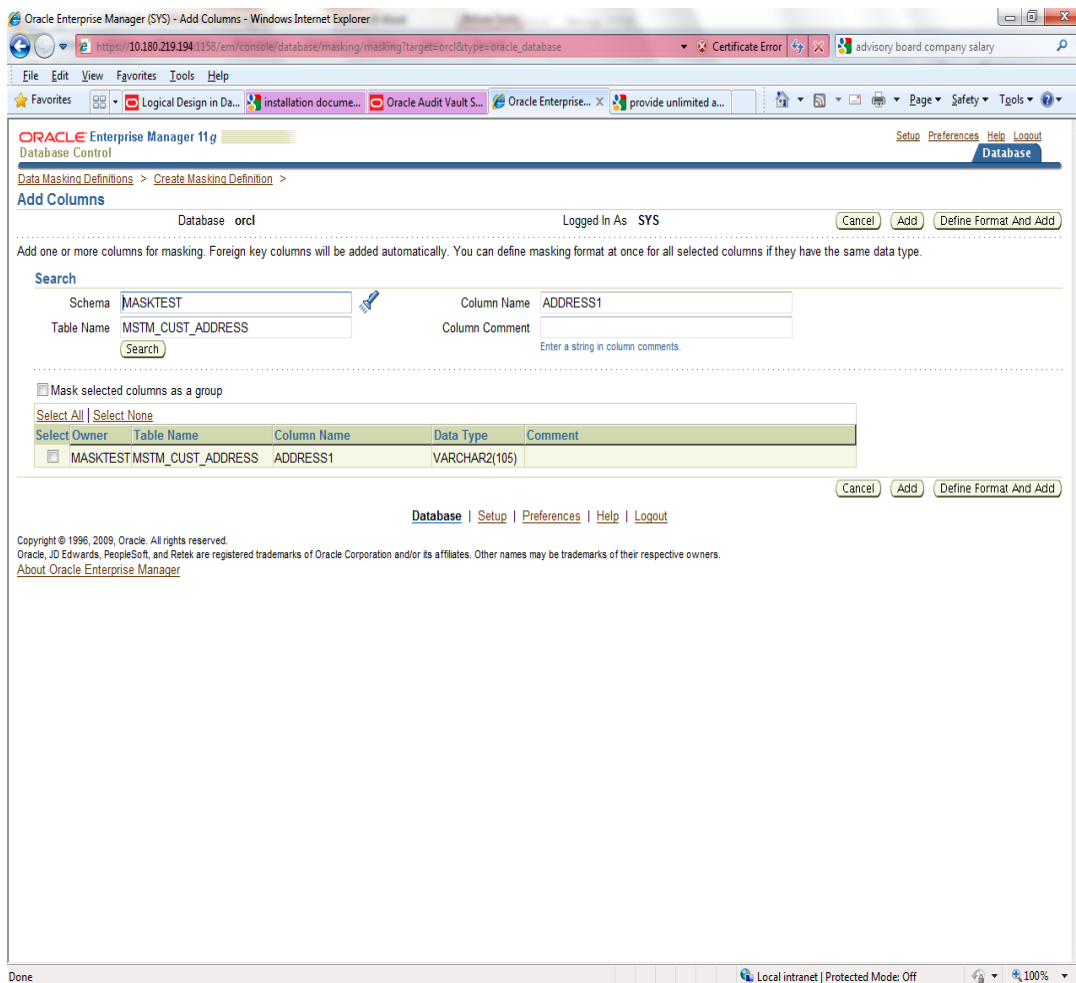 Oracle Enterprise Manager (SYS) - Add Columns - Windows Internet Explorer
https://10.180.219.194:1158/em/console/database/masking/masking?target=orcl&type=oracle_database Certificate Error advisory board company salary
File Edit View Favorites Tools Help
Favorites Logical Design in Da... installation docume... Oracle Audit Vault S... Oracle Enterprise... X provide unlimited a... Page Safety Tools
ORACLE Enterprise Manager 11g
Setup Preferences Help Logout
Database Control
Database
Data Masking Definitions > Create Masking Definition >
Add Columns
Database orcl Logged In As SYS Cancel Add Define Format And Add
Add one or more columns for masking. Foreign key columns will be added automatically. You can define masking format at once for all selected columns if they have the same data type.
Search
Schema MASKTEST Column Name ADDRESS1
Table Name MSTM_CUST_ADDRESS Column Comment
Search Enter a string in column comments.
Mask selected columns as a group
Select All | Select None
Select Owner Table Name Column Name Data Type Comment
MASKTEST MSTM_CUST_ADDRESS ADDRESS1 VARCHAR2(105)
Cancel Add Define Format And Add
Database | Setup | Preferences | Help | Logout
Copyright © 1996, 2009, Oracle. All rights reserved.
Oracle, JD Edwards, PeopleSoft, and Retek are registered trademarks of Oracle Corporation and/or its affiliates. Other names may be trademarks of their respective owners.
About Oracle Enterprise Manager
Done Local intranet | Protected Mode: Off 100%